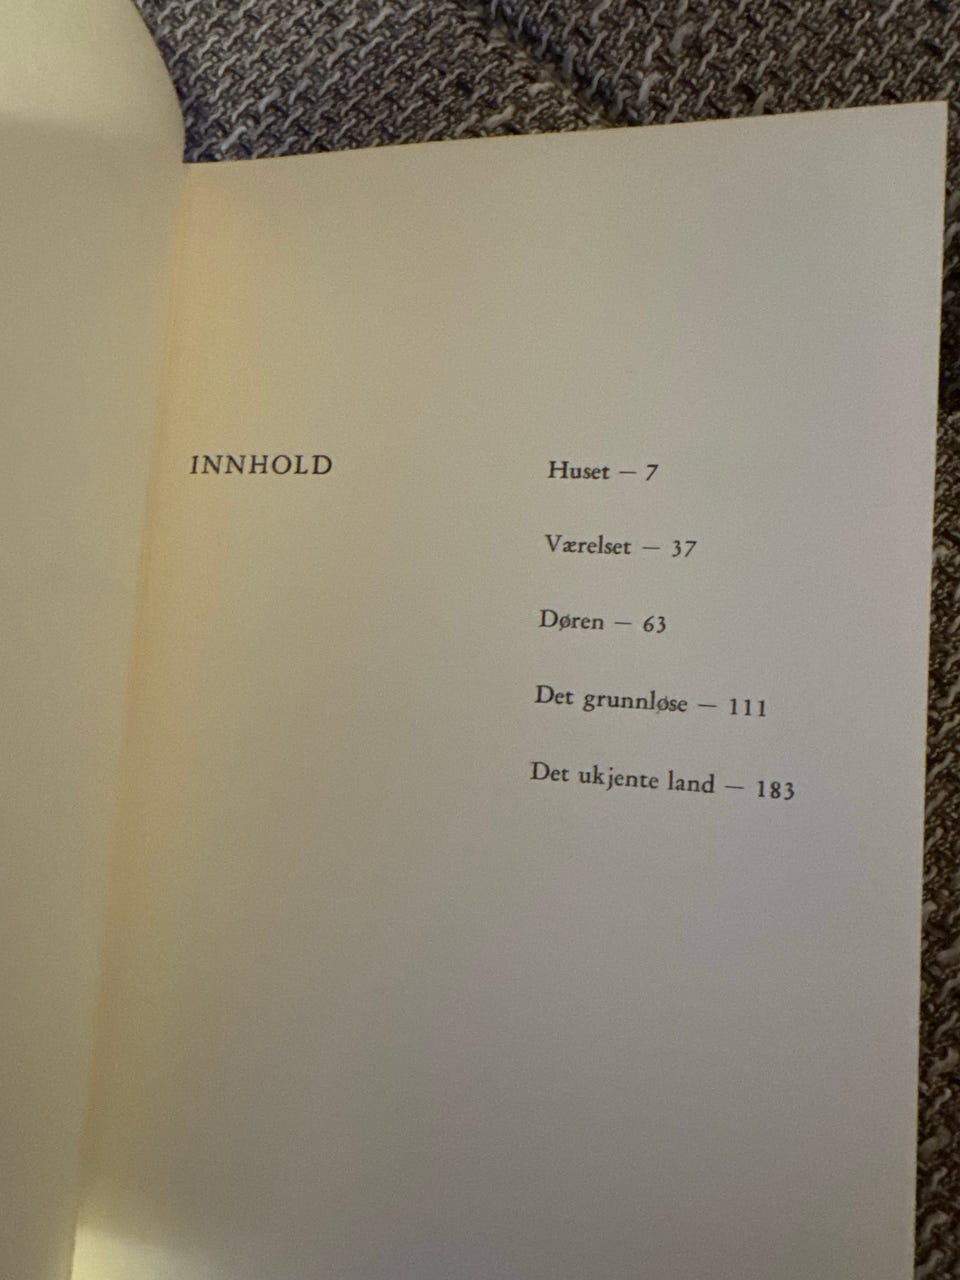 INNHOLD
Huset — 7
Værelset — 37
Døren — 63
Det grunnløse — 111
Det ukjente land — 183